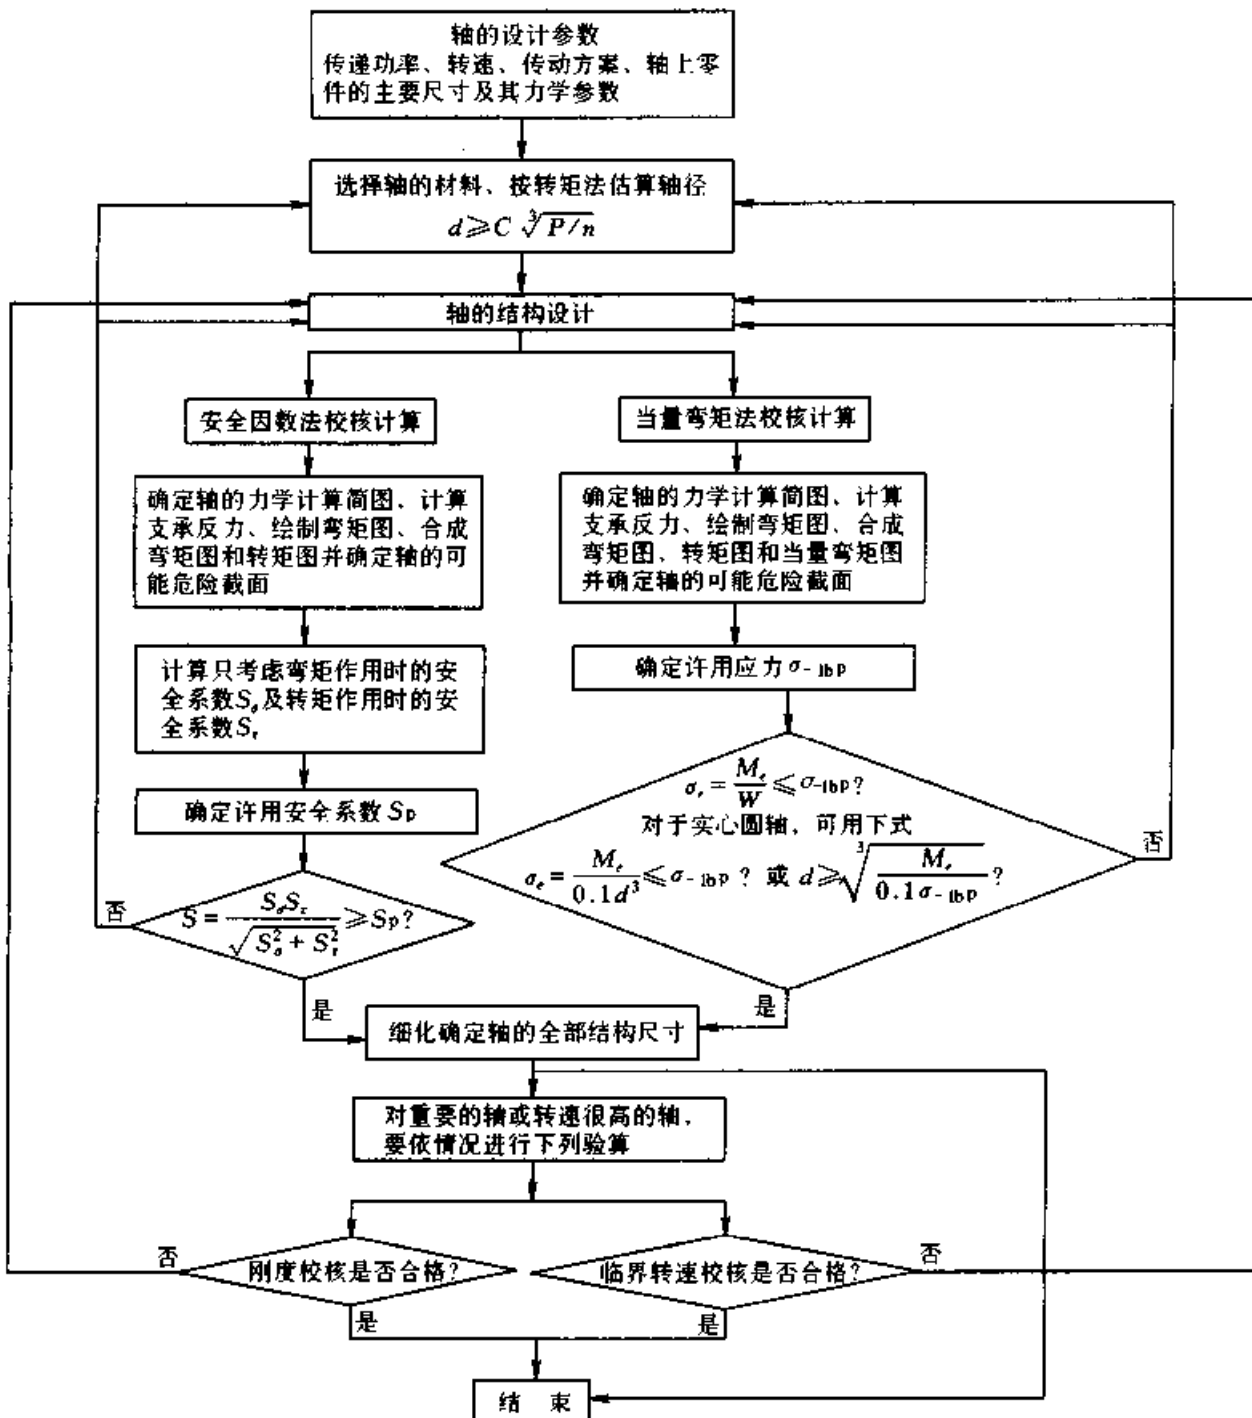 轴的设计参数
传递功率、转速、传动方案、轴上零
件的主要尺寸及其力学参数
选择轴的材料、按转矩法估算轴径
d⩾C ∛(P/n)
轴的结构设计
安全因数法校核计算
当量弯矩法校核计算
确定轴的力学计算简图、计算
支承反力、绘制弯矩图、合成
弯矩图和转矩图并确定轴的可
能危险截面
确定轴的力学计算简图、计算
支承反力、绘制弯矩图、合成
弯矩图、转矩图和当量弯矩图
并确定轴的可能危险截面
计算只考虑弯矩作用时的安
全系数Sσ及转矩作用时的安
全系数Sτ
确定许用应力σ-1bp
确定许用安全系数 Sp
σe = Me/W ⩽ σ-1bp?
对于实心圆轴，可用下式
σe = Me/(0.1d³) ⩽ σ-1bp ? 或 d ⩾ ∛(Me/(0.1σ-1bp)) ?
否
否
S = SσSτ/√(Sσ² + Sτ²) ⩾ Sp?
是
是
细化确定轴的全部结构尺寸
对重要的轴或转速很高的轴，
要依情况进行下列验算
否
刚度校核是否合格?
临界转速校核是否合格?
否
是
是
结 束